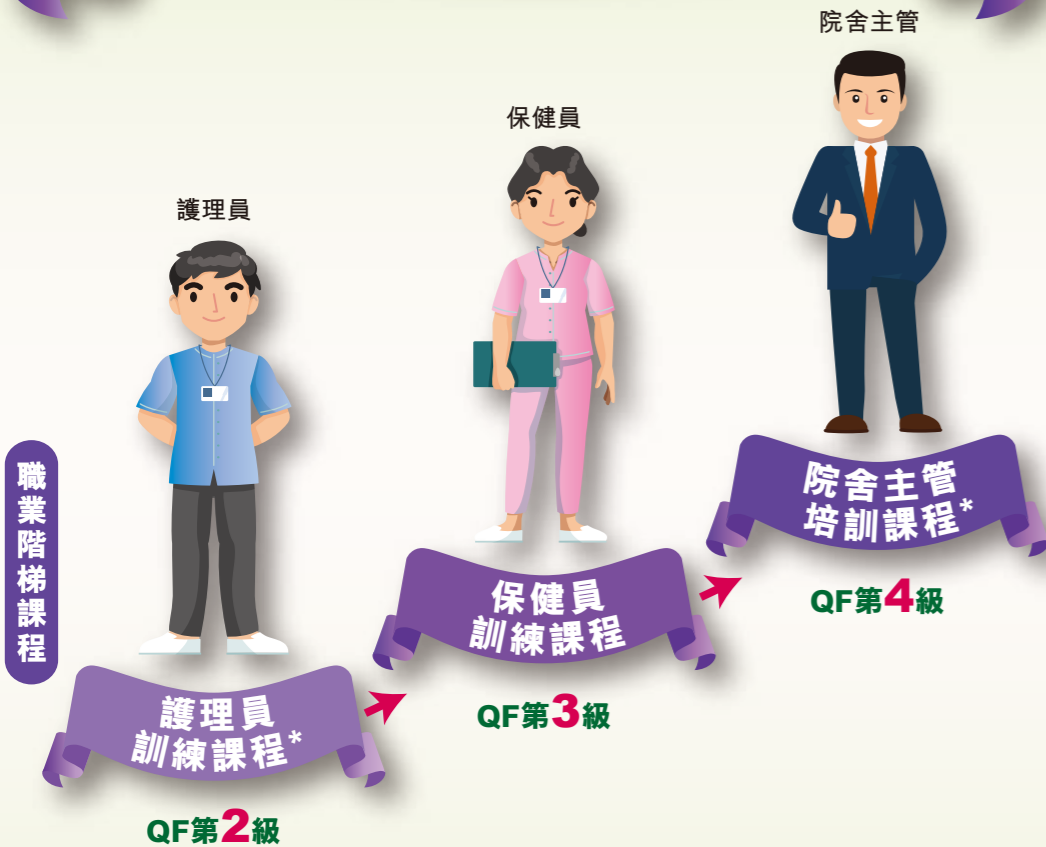 院舍主管
保健員
護理員
職業階梯課程
院舍主管
培訓課程*
QF第4級
保健員
訓練課程
QF第3級
護理員
訓練課程*
QF第2級